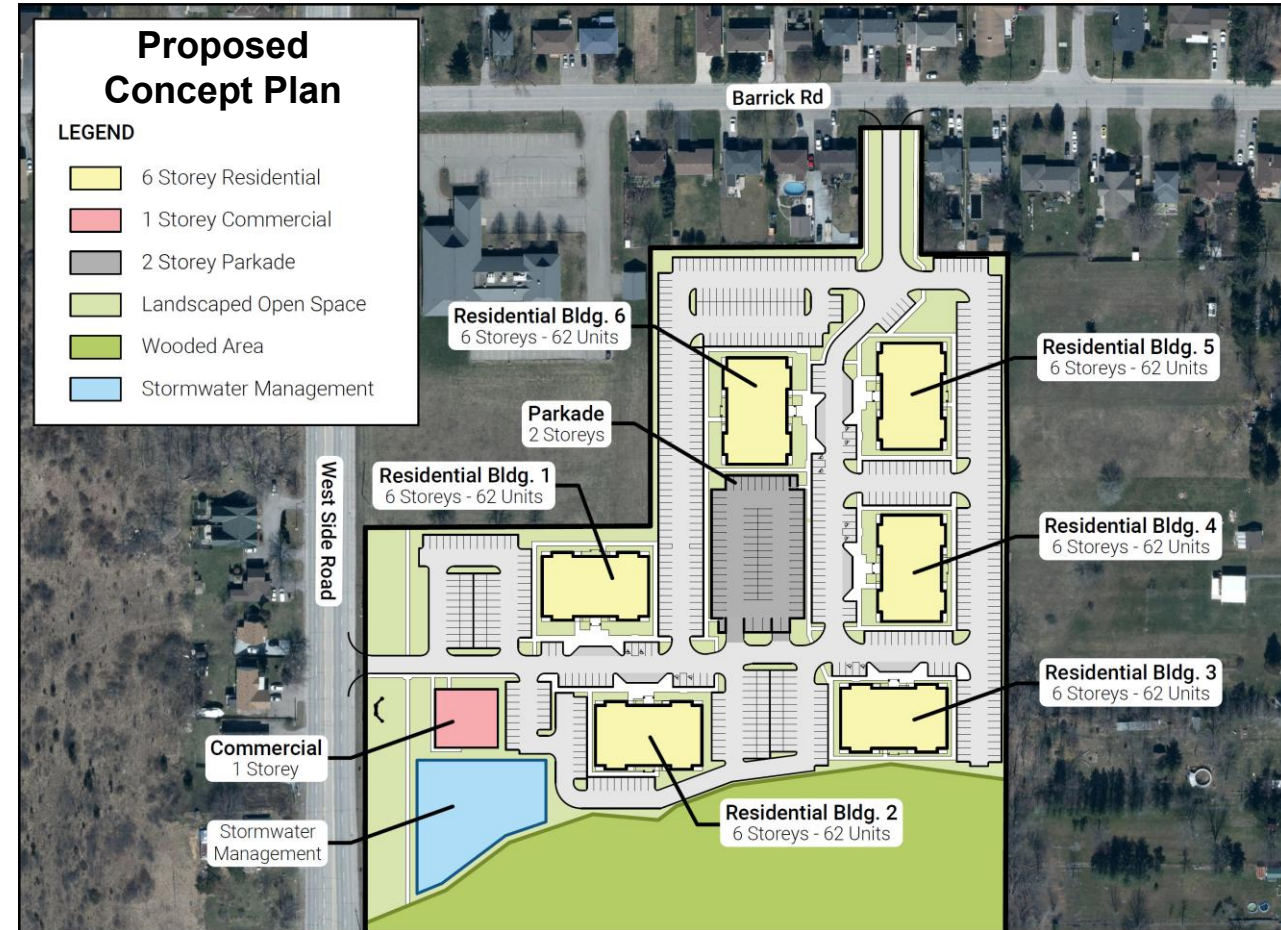 Proposed
Concept Plan
LEGEND
6 Storey Residential
1 Storey Commercial
2 Storey Parkade
Landscaped Open Space
Wooded Area
Stormwater Management
Barrick Rd
Residential Bldg. 6
6 Storeys - 62 Units
Residential Bldg. 5
6 Storeys - 62 Units
Parkade
2 Storeys
West Side Road
Residential Bldg. 1
6 Storeys - 62 Units
Residential Bldg. 4
6 Storeys - 62 Units
Residential Bldg. 3
6 Storeys - 62 Units
Commercial
1 Storey
Residential Bldg. 2
6 Storeys - 62 Units
Stormwater
Management